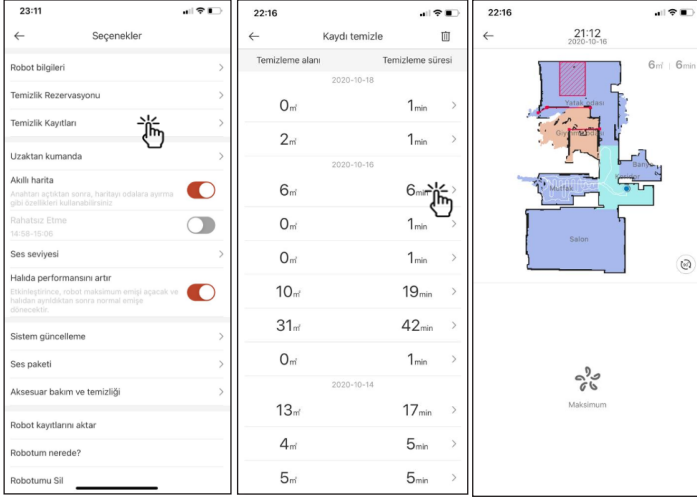 23:11
Seçenekler
Robot bilgileri
Temizlik Rezervasyonu
Temizlik Kayıtları
Uzaktan kumanda
Akıllı harita
Anahtarı açtıktan sonra, haritayı odalara ayırma
gibi özellikleri kullanabilirsiniz
Rahatsız Etme
14:58-15:06
Ses seviyesi
Halıda performansını artır
Etkinleştirince, robot maksimum emişi açacak ve
halıdan ayrıldıktan sonra normal emişe
dönecektir.
Sistem güncelleme
Ses paketi
Aksesuar bakım ve temizliği
Robot kayıtlarını aktar
Robotum nerede?
Robotumu Sil
22:16
Kaydı temizle
Temizleme alanı Temizleme süresi
2020-10-18
0㎡ 1min
2㎡ 1min
2020-10-16
6㎡ 6min
0㎡ 1min
0㎡ 1min
10㎡ 19min
31㎡ 42min
0㎡ 1min
2020-10-14
13㎡ 17min
4㎡ 5min
5㎡ 5min
22:16
21:12
2020-10-16
6㎡ | 6min
Yatak odası
Banyo
Mutfak
Salon
Maksimum